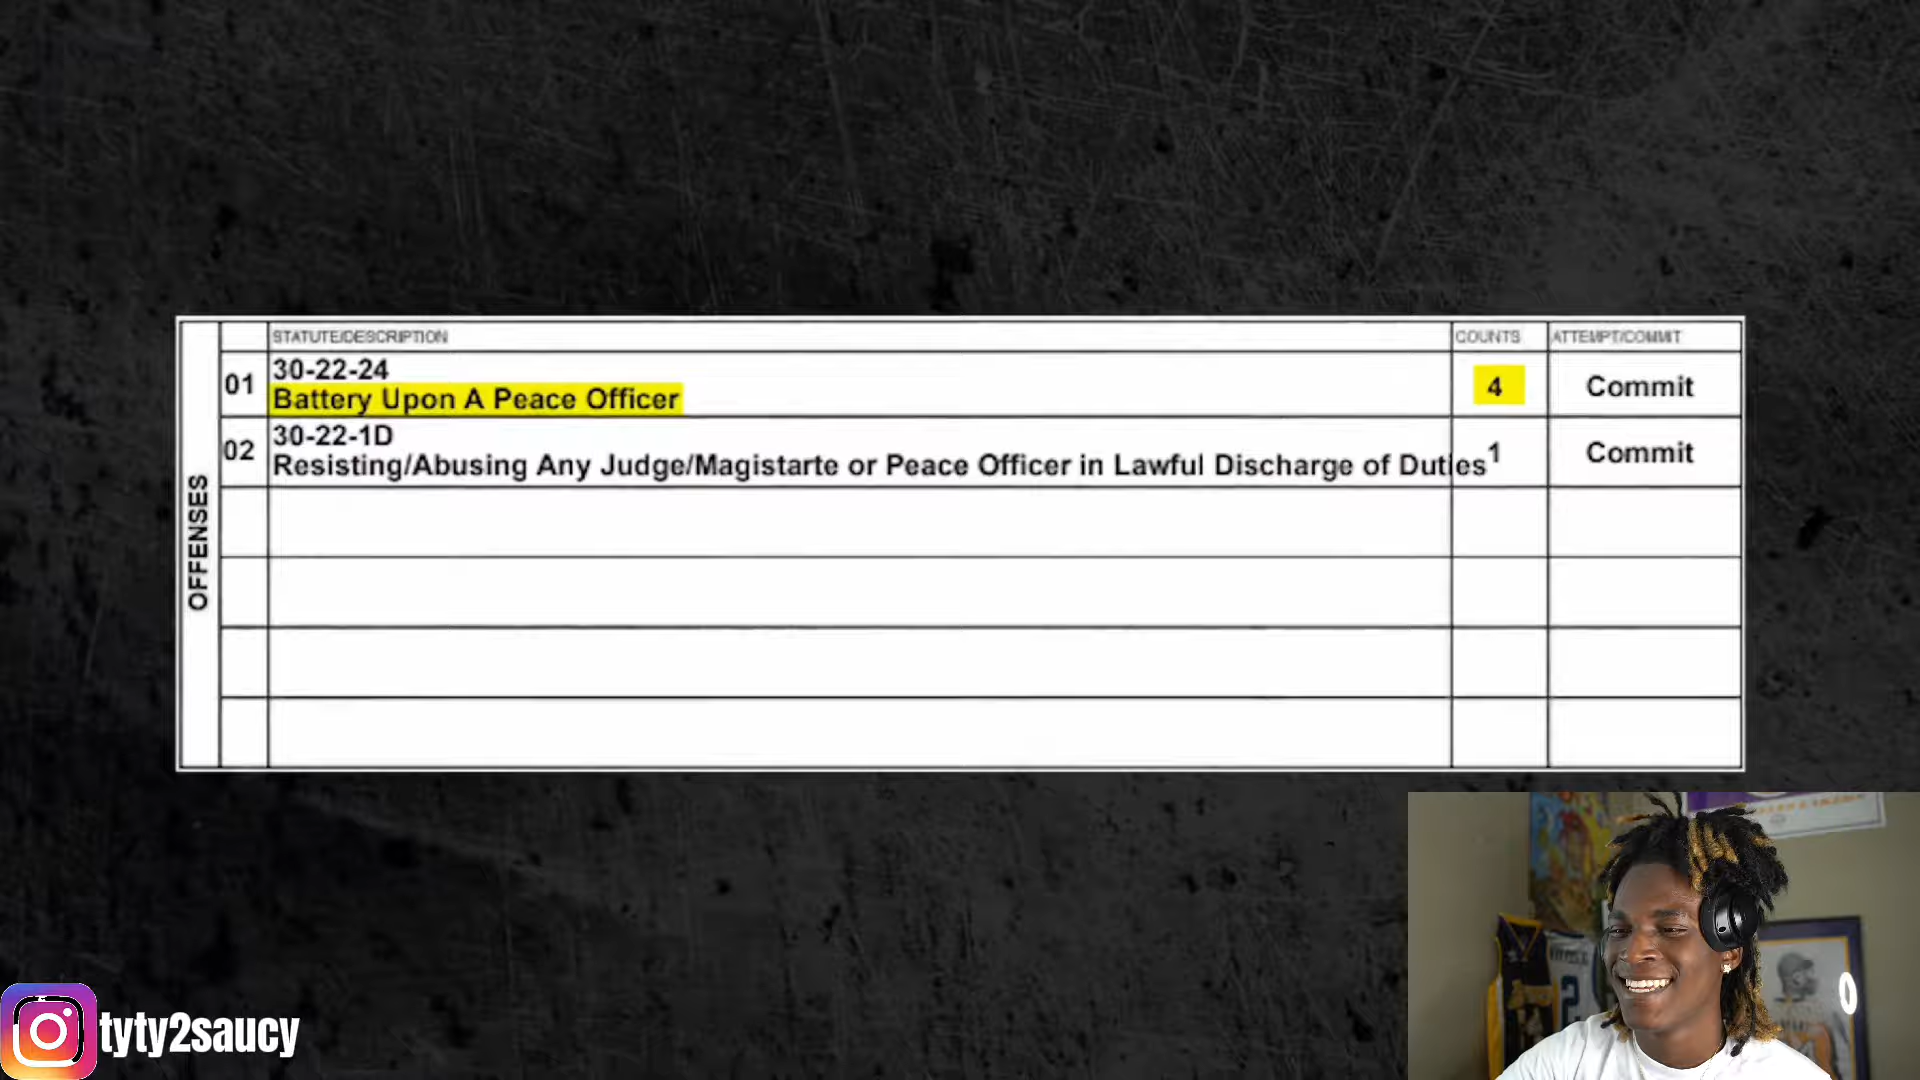 STATUTE/DESCRIPTION COUNTS ATTEMPT/COMMIT
OFFENSES
01 30-22-24
Battery Upon A Peace Officer 4 Commit
02 30-22-1D
Resisting/Abusing Any Judge/Magistarte or Peace Officer in Lawful Discharge of Duties 1 Commit
2
tyty2saucy